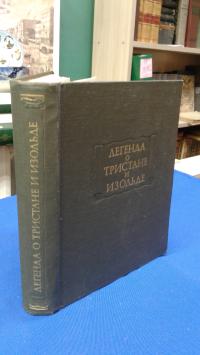 ЛЕГЕНДА О ТРИСТАНЕ И ИЗОЛЬДЕ
ЛЕГЕНДА
О
ТРИСТАНЕ
И
ИЗОЛЬДЕ